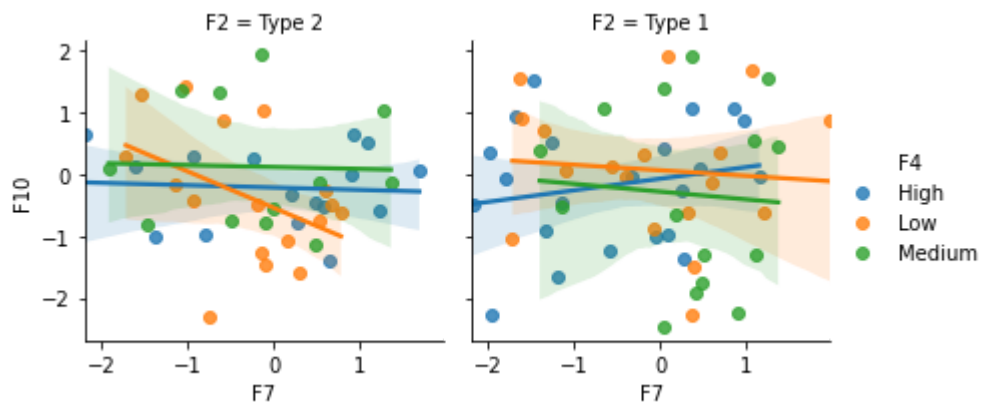 F2 = Type 2
F2 = Type 1
2
1
0
−1
−2
F10
−2 −1 0 1
−2 −1 0 1
F7
F7
F4
High
Low
Medium